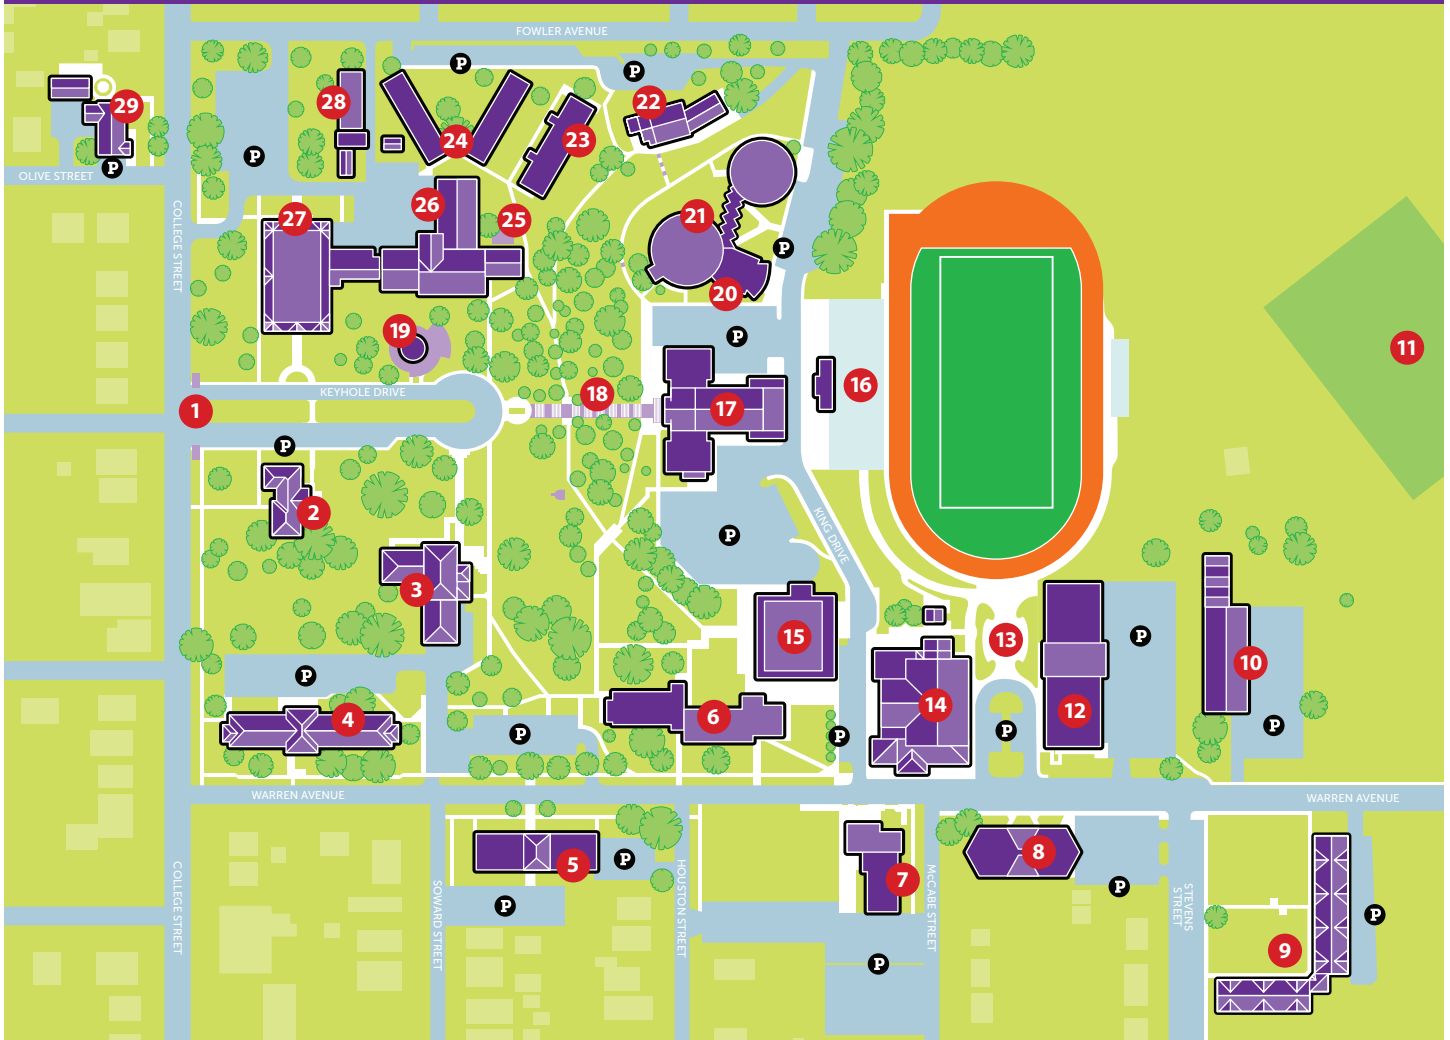 FOWLER AVENUE
P
P
28
22
29
24
23
P
P
OLIVE STREET
COLLEGE STREET
26
27
25
21
P
20
19
P
11
16
KEYHOLE DRIVE
18
1
17
P
2
KING DRIVE
P
3
15
13
P
10
P
4
6
14
12
P
P
P
P
WARREN AVENUE
WARREN AVENUE
5
P
8
7
P
P
COLLEGE STREET
SOWARD STREET
HOUSTON STREET
McCABE STREET
STEVENS
STREET
P
9
P